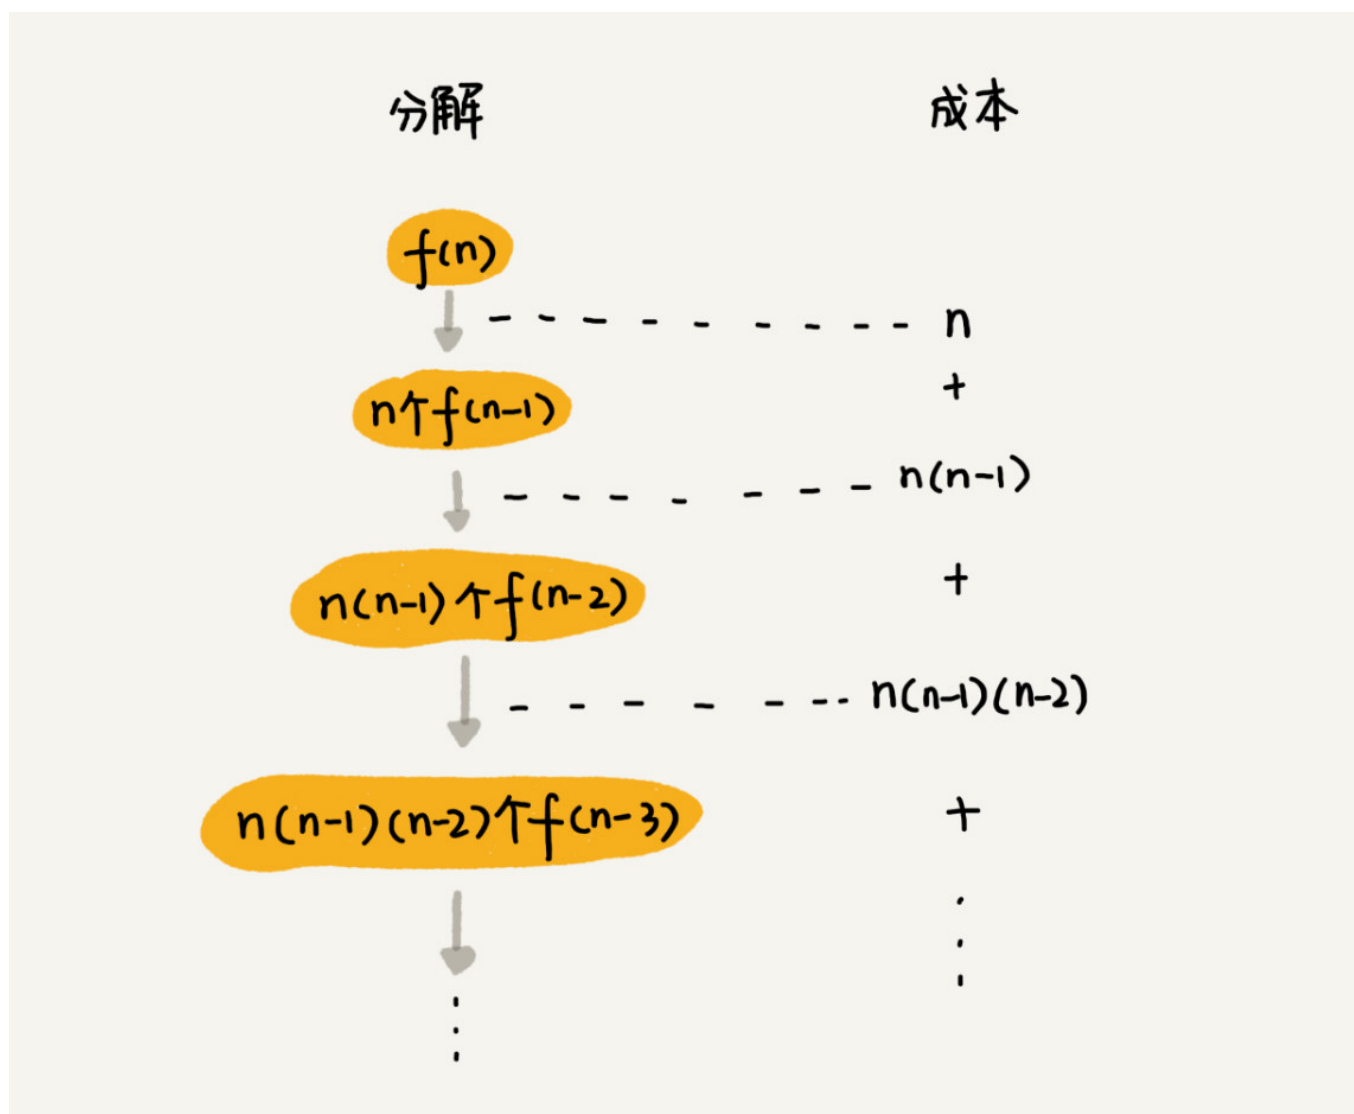 分解 成本
f(n)
n
n个f(n-1)
+
n(n-1)
n(n-1)个f(n-2)
+
n(n-1)(n-2)
n(n-1)(n-2)个f(n-3)
+